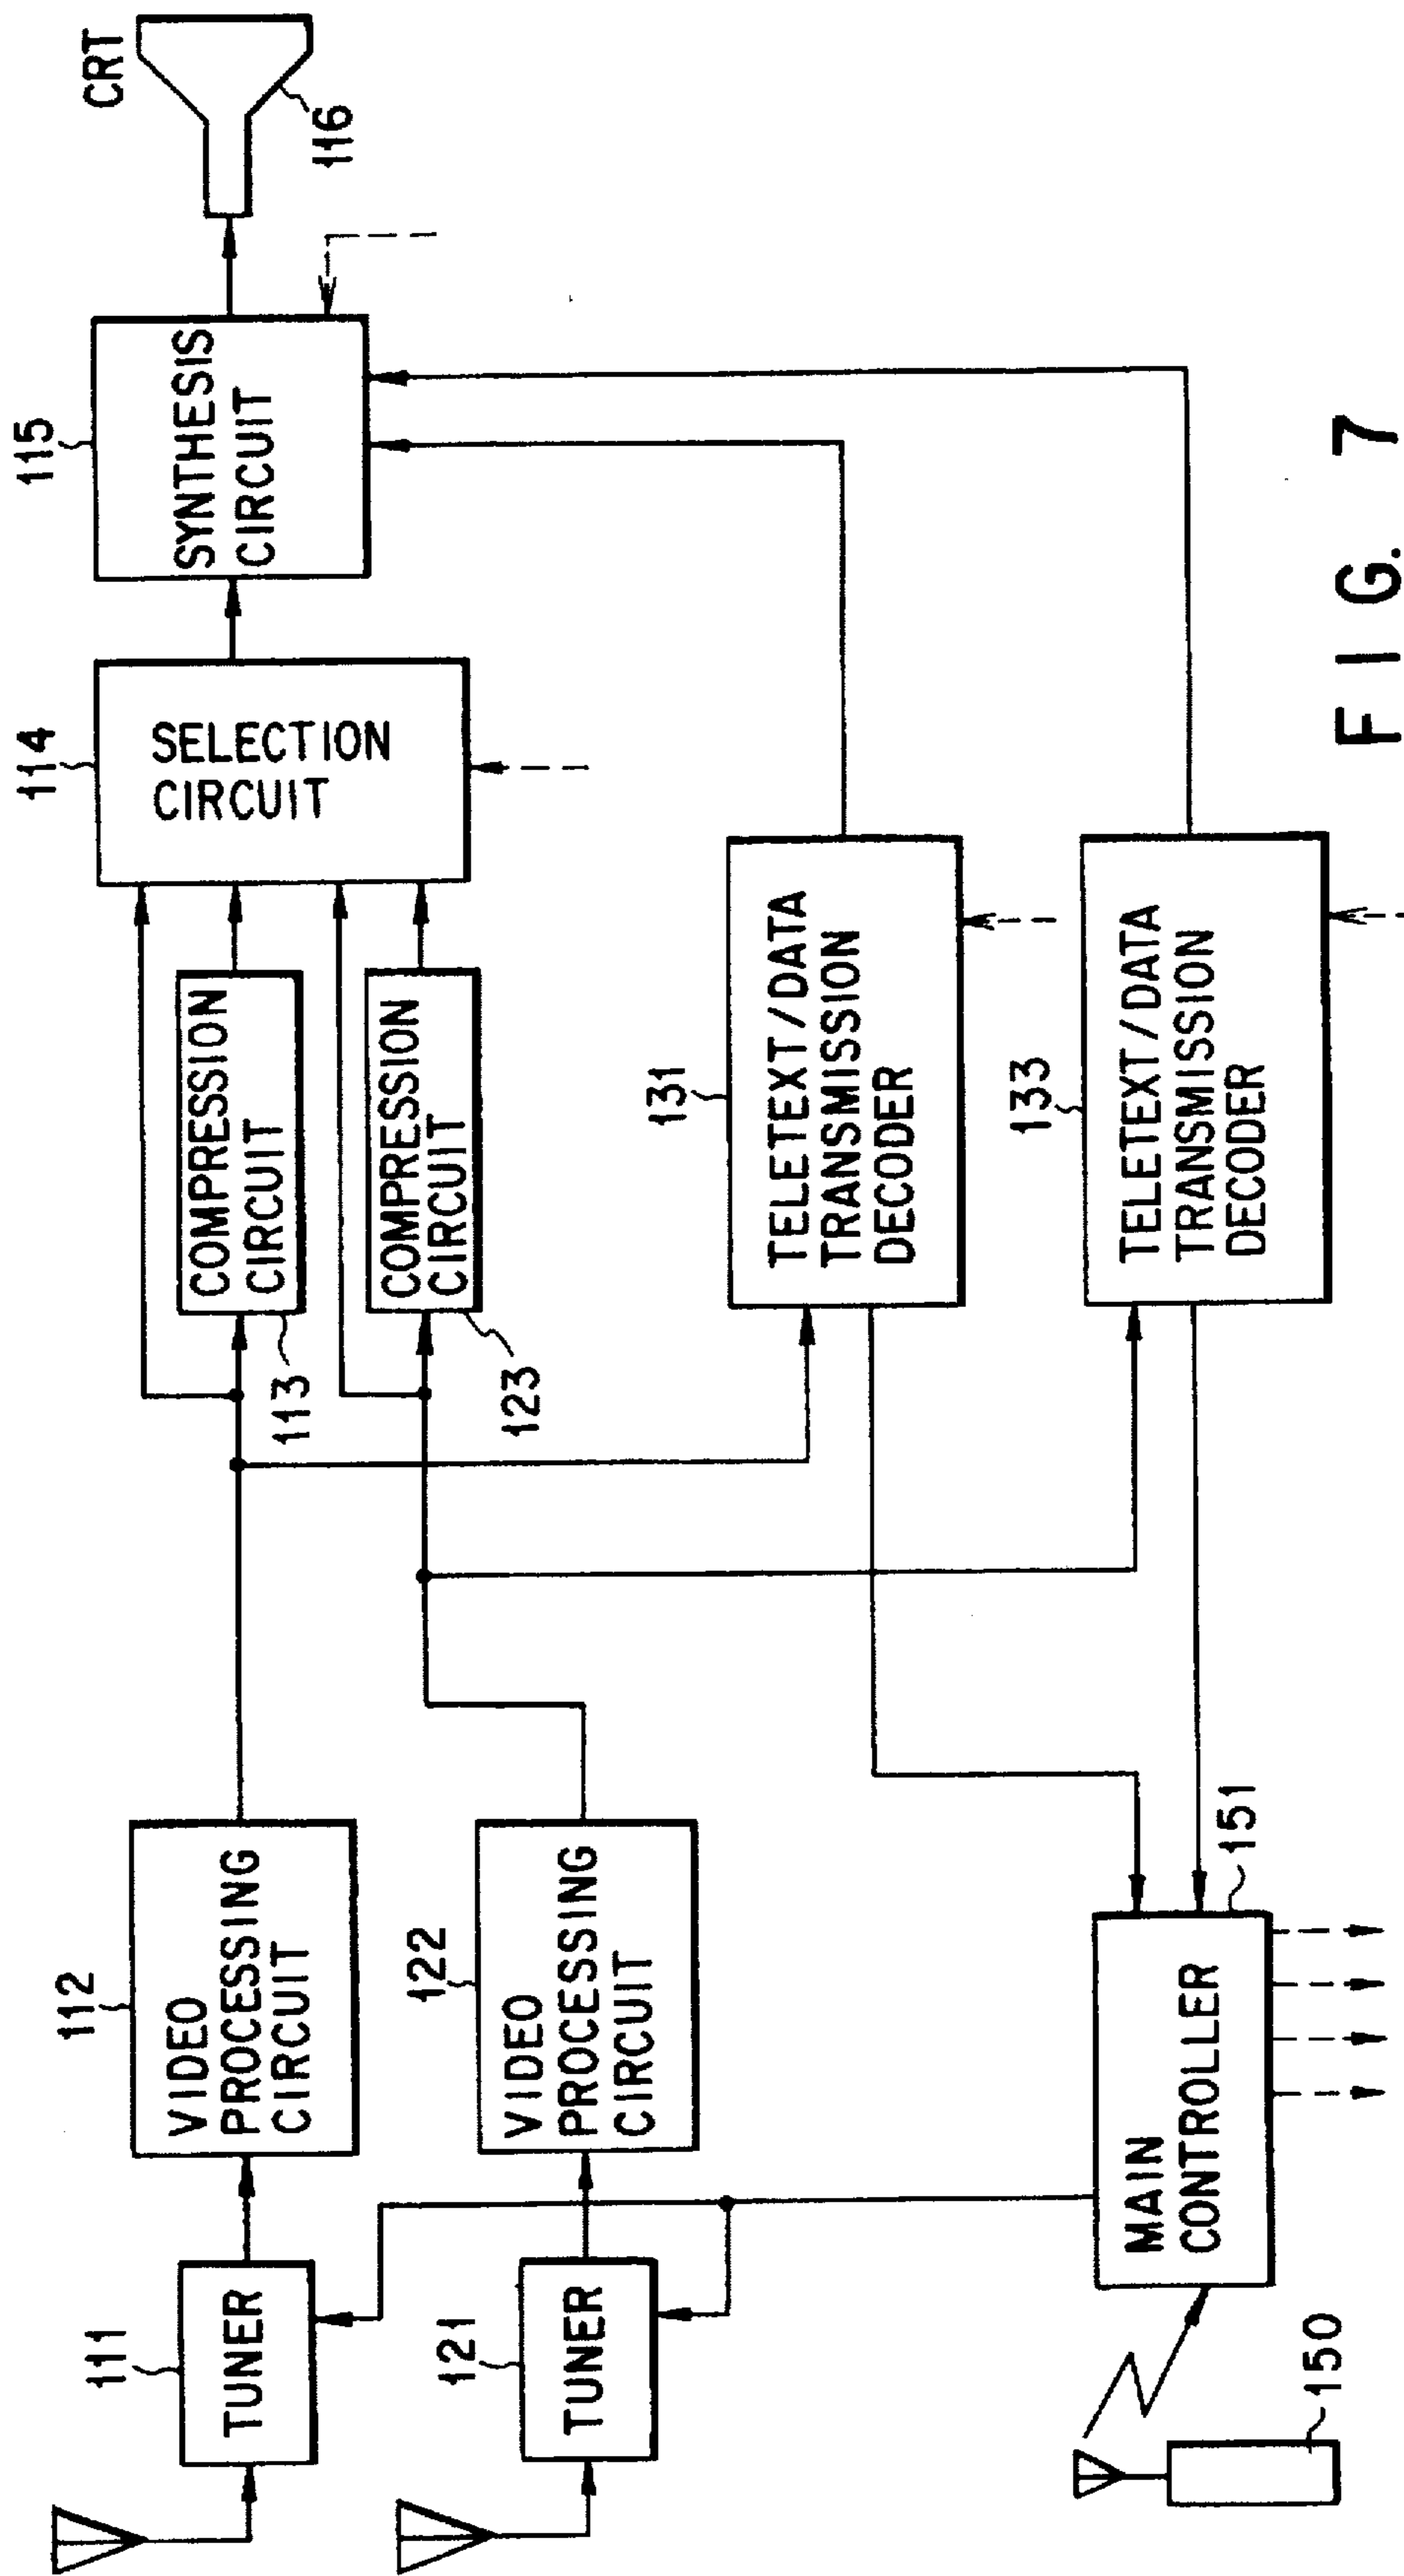 111
TUNER
112
VIDEO
PROCESSING
CIRCUIT
113
COMPRESSION
CIRCUIT
114
SELECTION
CIRCUIT
115
SYNTHESIS
CIRCUIT
CRT
116
121
TUNER
122
VIDEO
PROCESSING
CIRCUIT
123
COMPRESSION
CIRCUIT
131
TELETEXT/DATA
TRANSMISSION
DECODER
133
TELETEXT/DATA
TRANSMISSION
DECODER
150
MAIN
CONTROLLER
151
FIG. 7